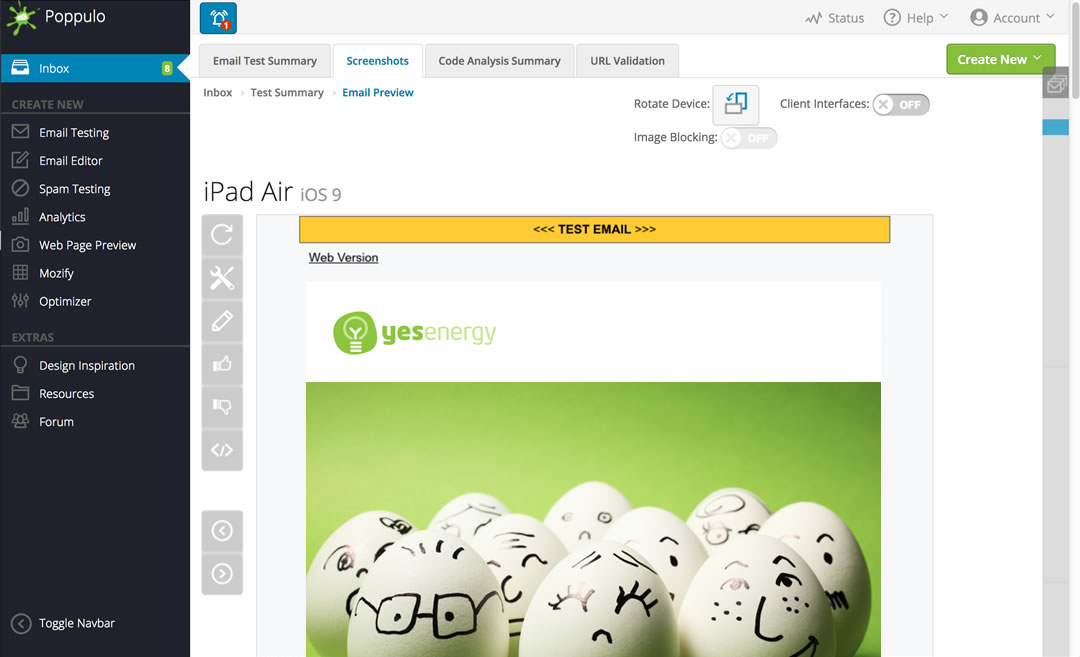 Poppulo
1
Status
Help
Account
Inbox
8
Email Test Summary
Screenshots
Code Analysis Summary
URL Validation
Create New
Inbox
Test Summary
Email Preview
Rotate Device:
Client Interfaces:
OFF
Image Blocking:
OFF
CREATE NEW
Email Testing
Email Editor
Spam Testing
Analytics
Web Page Preview
Mozify
Optimizer
EXTRAS
Design Inspiration
Resources
Forum
Toggle Navbar
iPad Air iOS 9
<<< TEST EMAIL >>>
Web Version
yesenergy